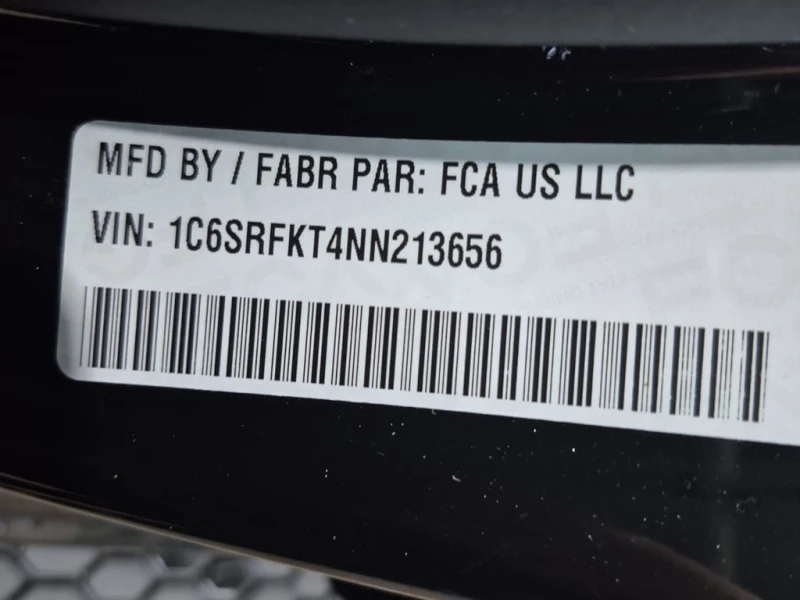 MFD BY / FABR PAR: FCA US LLC
VIN: 1C6SRFKT4NN213656